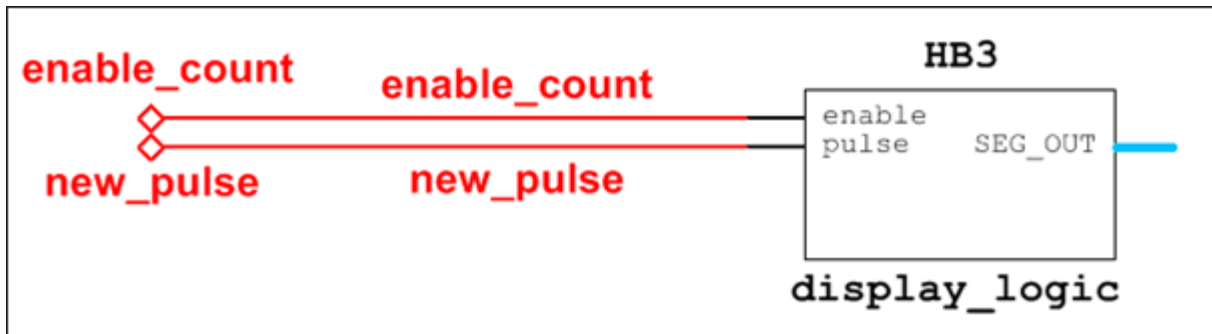 HB3
enable_count
enable_count
enable
pulse SEG_OUT
new_pulse
new_pulse
display_logic